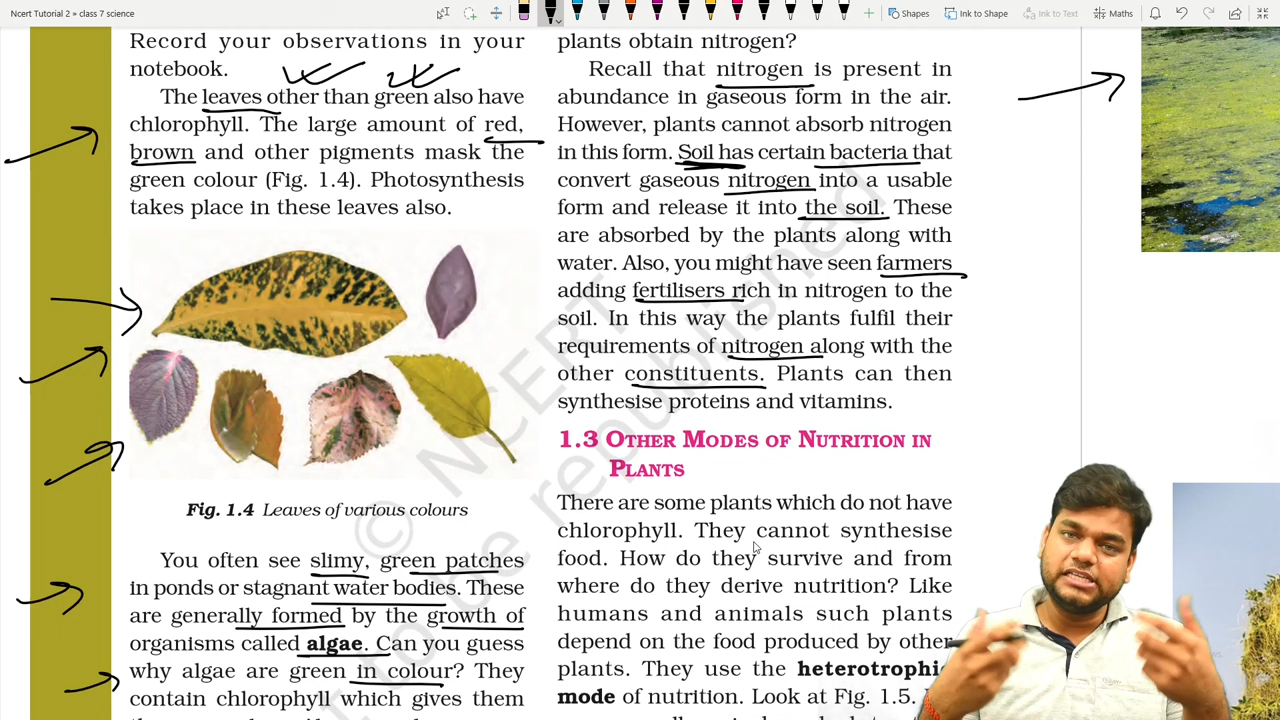 Ncert Tutorial 2 » class 7 science
Shapes
Ink to Shape
Ink to Text
Maths
Record your observations in your
notebook.
The leaves other than green also have
chlorophyll. The large amount of red,
brown and other pigments mask the
green colour (Fig. 1.4). Photosynthesis
takes place in these leaves also.
Fig. 1.4 Leaves of various colours
You often see slimy, green patches
in ponds or stagnant water bodies. These
are generally formed by the growth of
organisms called algae. Can you guess
why algae are green in colour? They
contain chlorophyll which gives them
plants obtain nitrogen?
Recall that nitrogen is present in
abundance in gaseous form in the air.
However, plants cannot absorb nitrogen
in this form. Soil has certain bacteria that
convert gaseous nitrogen into a usable
form and release it into the soil. These
are absorbed by the plants along with
water. Also, you might have seen farmers
adding fertilisers rich in nitrogen to the
soil. In this way the plants fulfil their
requirements of nitrogen along with the
other constituents. Plants can then
synthesise proteins and vitamins.
1.3 OTHER MODES OF NUTRITION IN
PLANTS
There are some plants which do not have
chlorophyll. They cannot synthesise
food. How do they survive and from
where do they derive nutrition? Like
humans and animals such plants
depend on the food produced by other
plants. They use the heterotrophic
mode of nutrition. Look at Fig. 1.5.
© NCERT
not to be republished